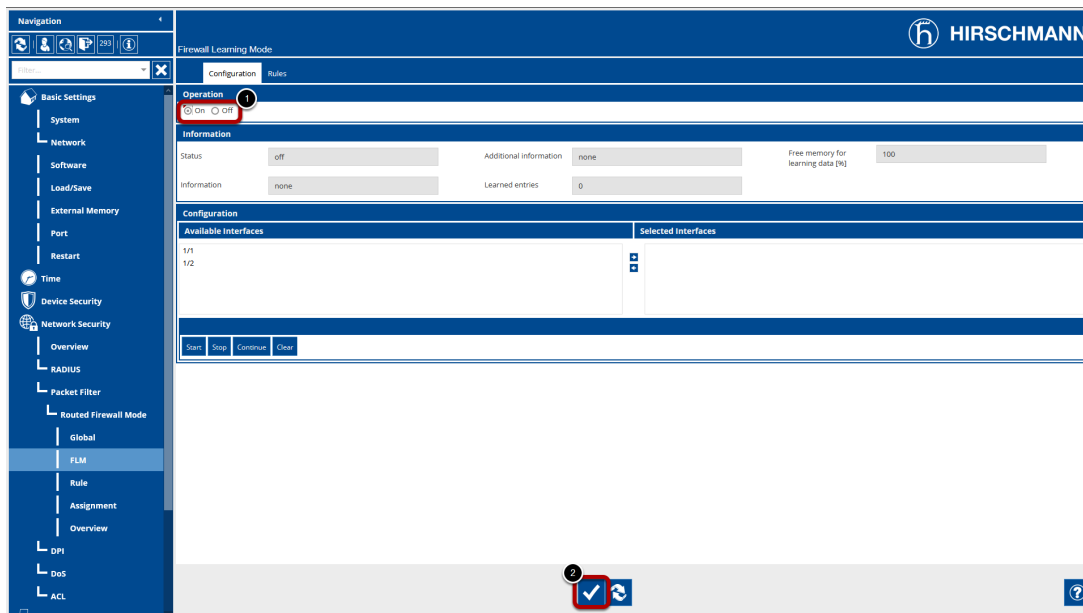 Navigation
293
Filter...
Basic Settings
System
Network
Software
Load/Save
External Memory
Port
Restart
Time
Device Security
Network Security
Overview
RADIUS
Packet Filter
Routed Firewall Mode
Global
FLM
Rule
Assignment
Overview
DPI
DoS
ACL
Firewall Learning Mode
HIRSCHMANN
Configuration Rules
Operation
1
On Off
Information
Status off Additional information none Free memory for
learning data [%] 100
Information none Learned entries 0
Configuration
Available Interfaces Selected Interfaces
1/1
1/2
Start Stop Continue Clear
2
?